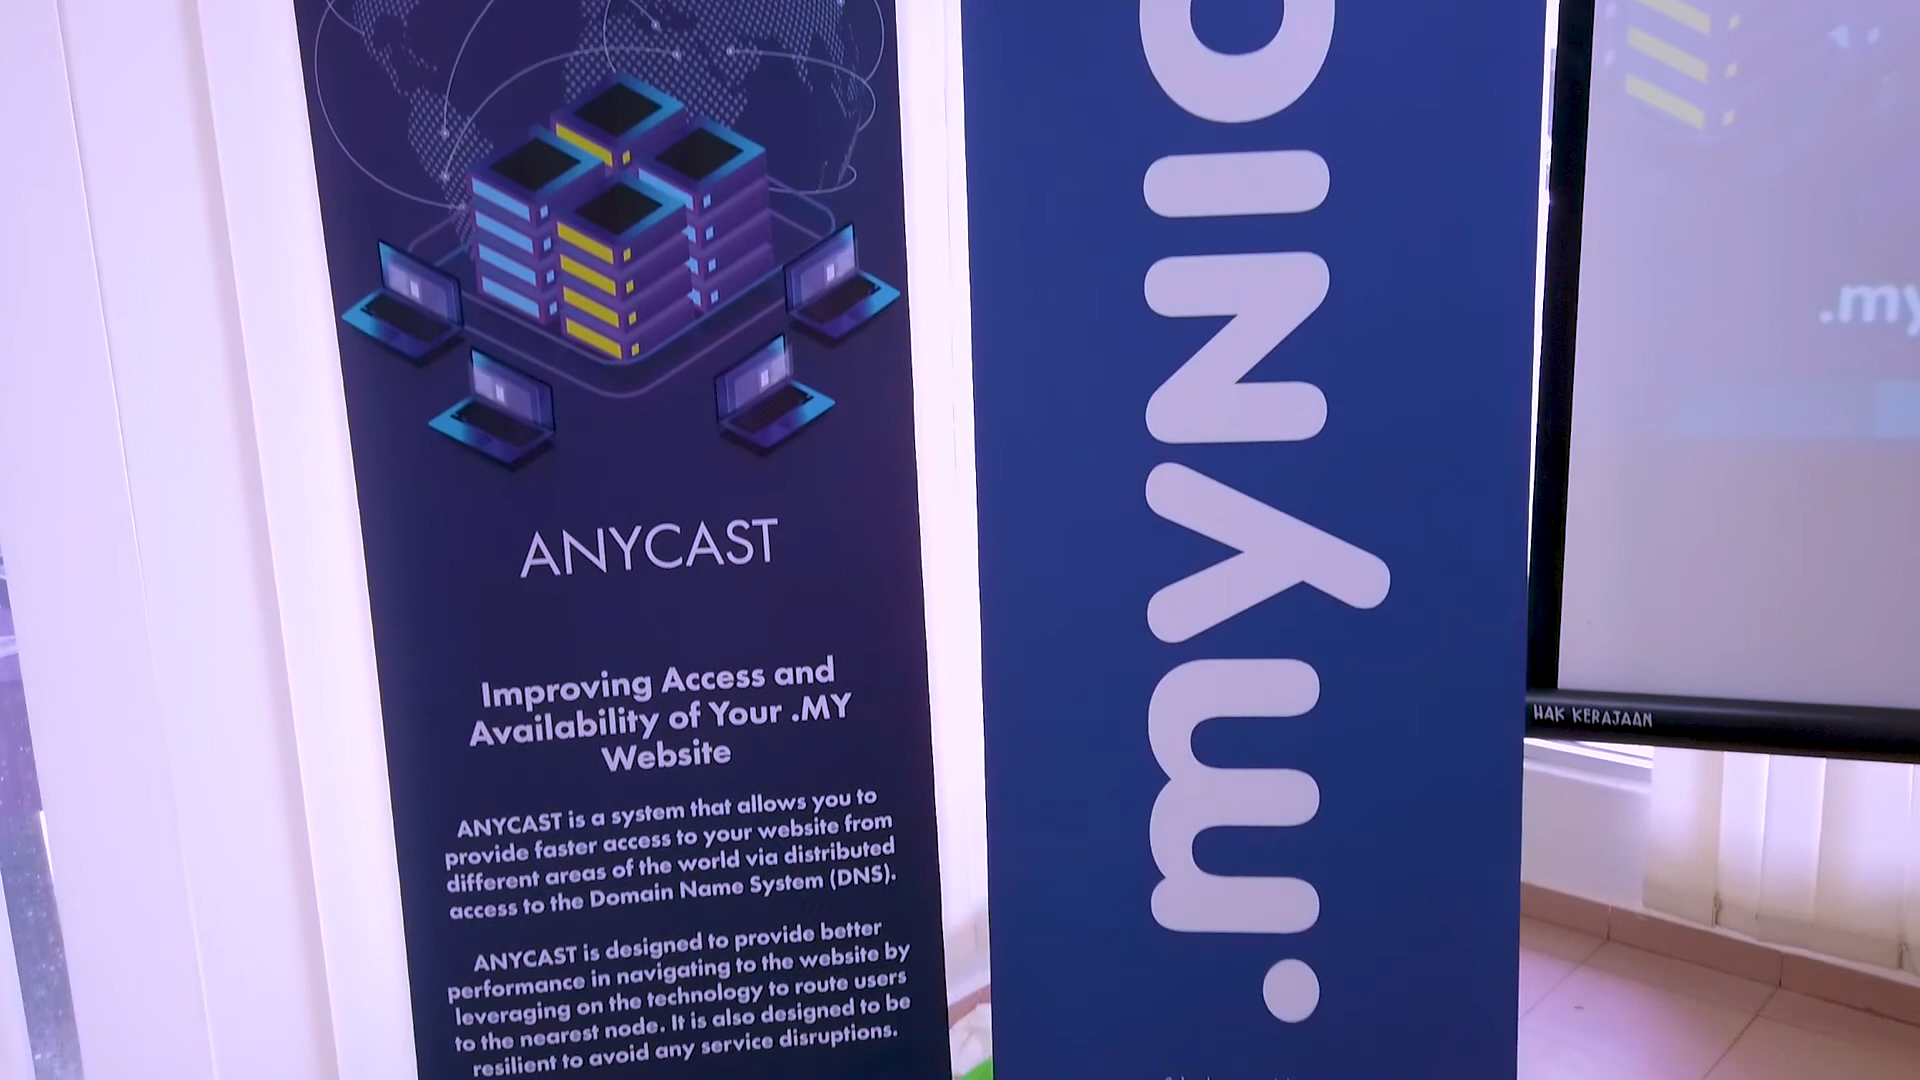 ANYCAST
Improving Access and
Availability of Your .MY
Website
ANYCAST is a system that allows you to
provide faster access to your website from
different areas of the world via distributed
access to the Domain Name System (DNS).
ANYCAST is designed to provide better
performance in navigating to the website by
leveraging on the technology to route users
to the nearest node. It is also designed to be
resilient to avoid any service disruptions.
.myNIC
.my
HAK KERAJAAN